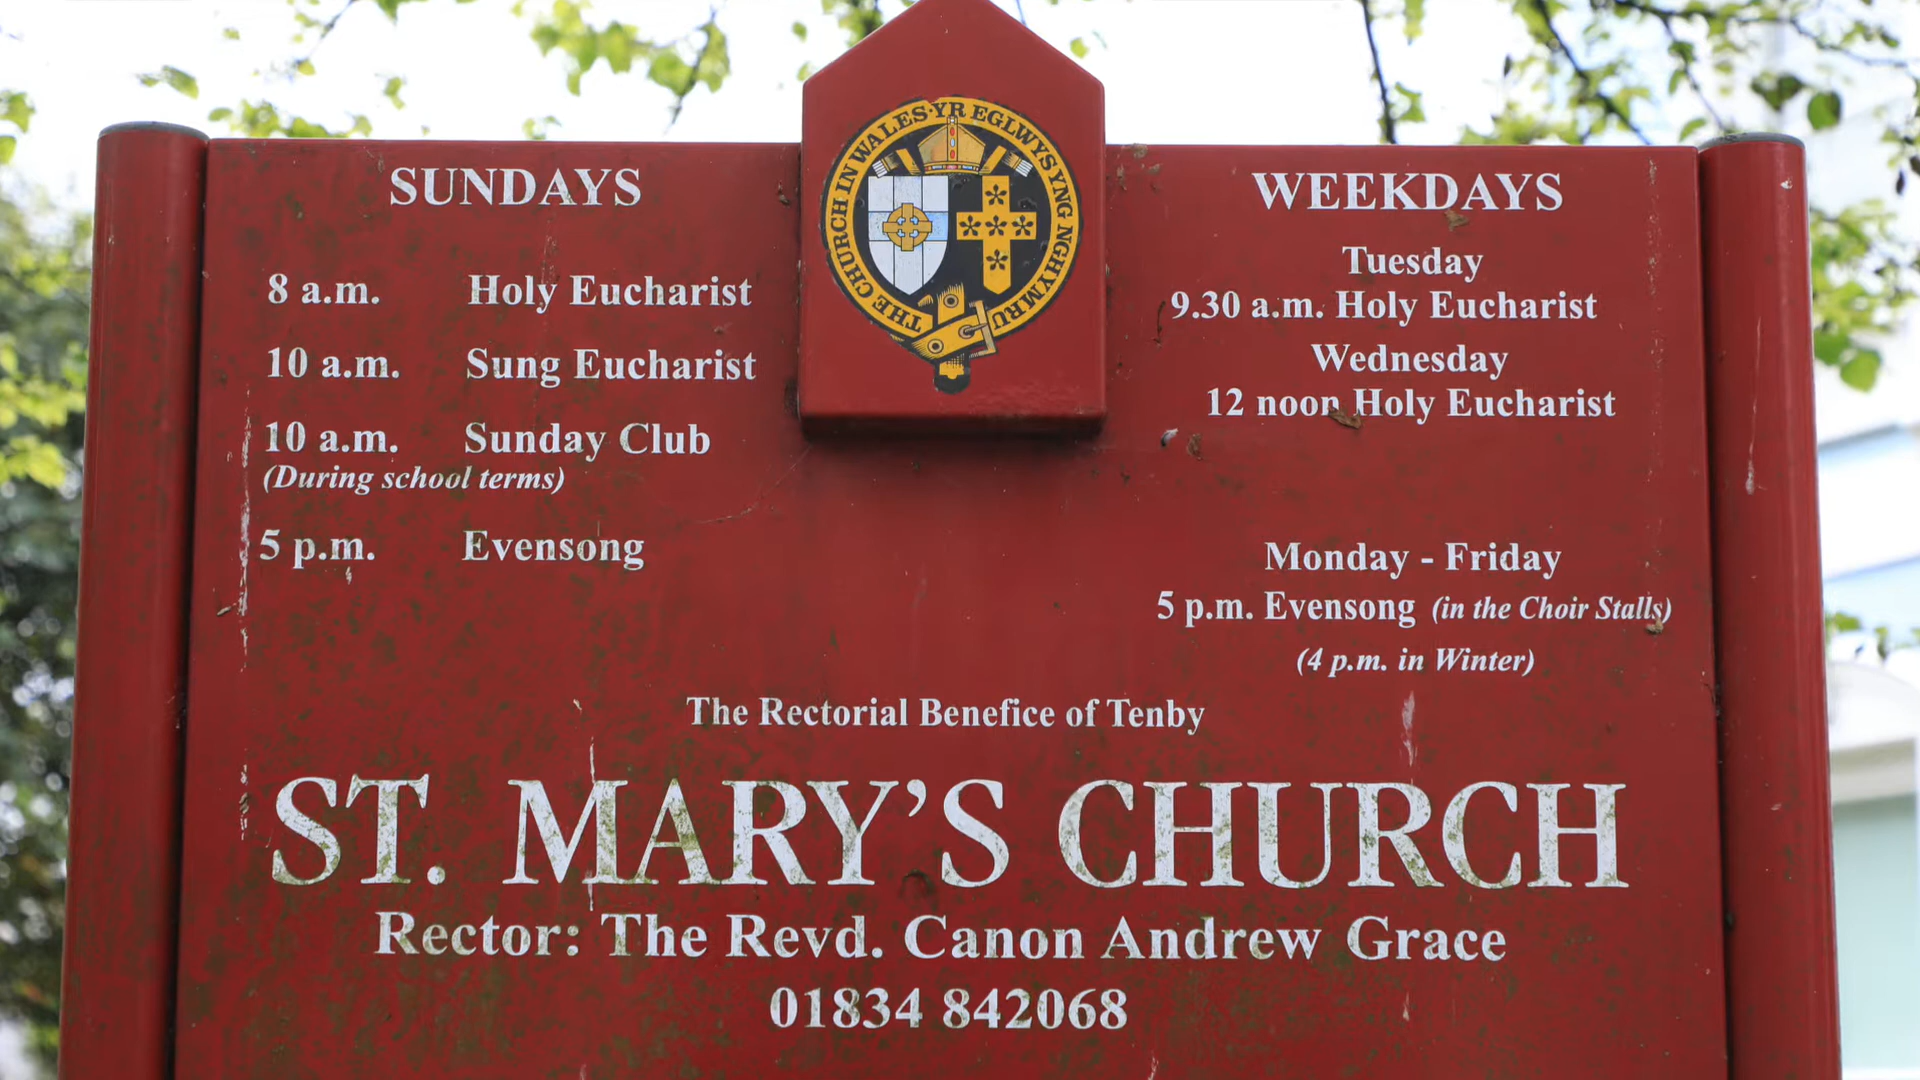 THE CHURCH IN WALES·YR EGLWYS YNG NGHYMRU
SUNDAYS
8 a.m. Holy Eucharist
10 a.m. Sung Eucharist
10 a.m. Sunday Club
(During school terms)
5 p.m. Evensong
WEEKDAYS
Tuesday
9.30 a.m. Holy Eucharist
Wednesday
12 noon Holy Eucharist
Monday - Friday
5 p.m. Evensong (in the Choir Stalls)
(4 p.m. in Winter)
The Rectorial Benefice of Tenby
ST. MARY’S CHURCH
Rector: The Revd. Canon Andrew Grace
01834 842068